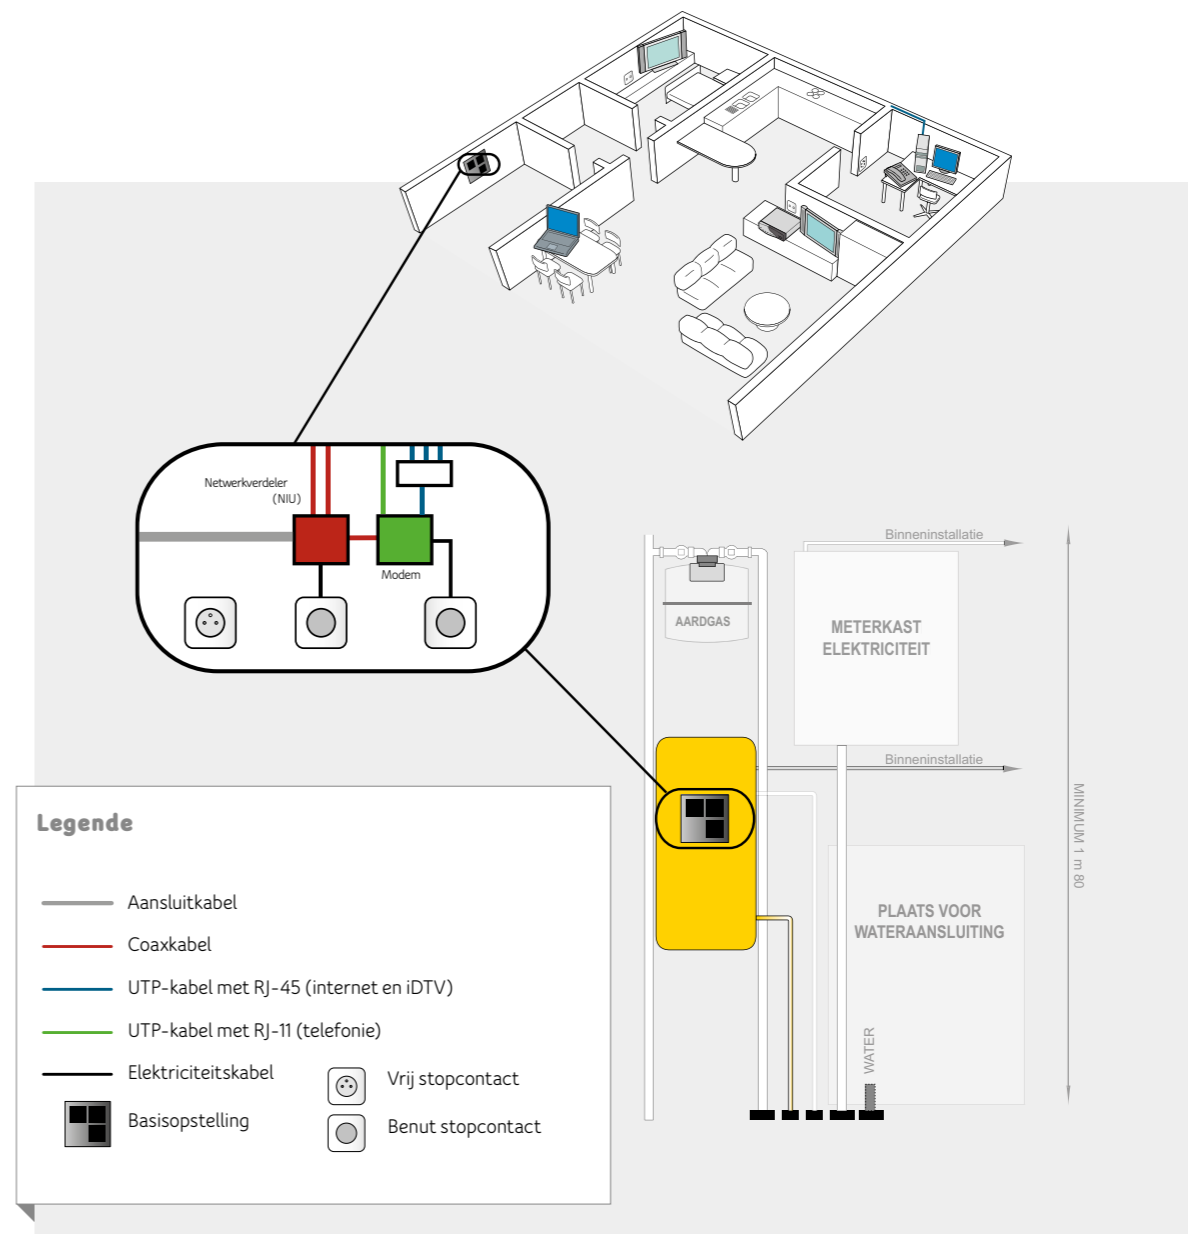 Netwerkverdeler
(NIU)
Modem
Binneninstallatie
AARDGAS
METERKAST
ELEKTRICITEIT
Binneninstallatie
MINIMUM 1 m 80
PLAATS VOOR
WATERAANSLUITING
WATER
Legende
Aansluitkabel
Coaxkabel
UTP-kabel met RJ-45 (internet en iDTV)
UTP-kabel met RJ-11 (telefonie)
Elektriciteitskabel
Basisopstelling
Vrij stopcontact
Benut stopcontact